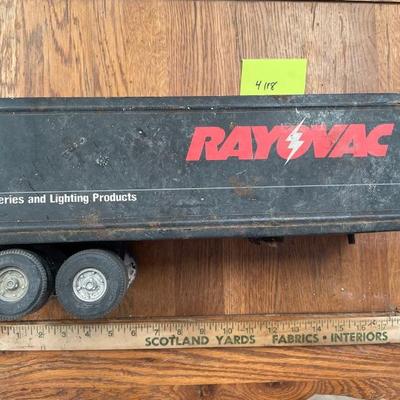 4118
RAYOVAC
eries and Lighting Products
SCOTLAND YARDS FABRICS • INTERIORS